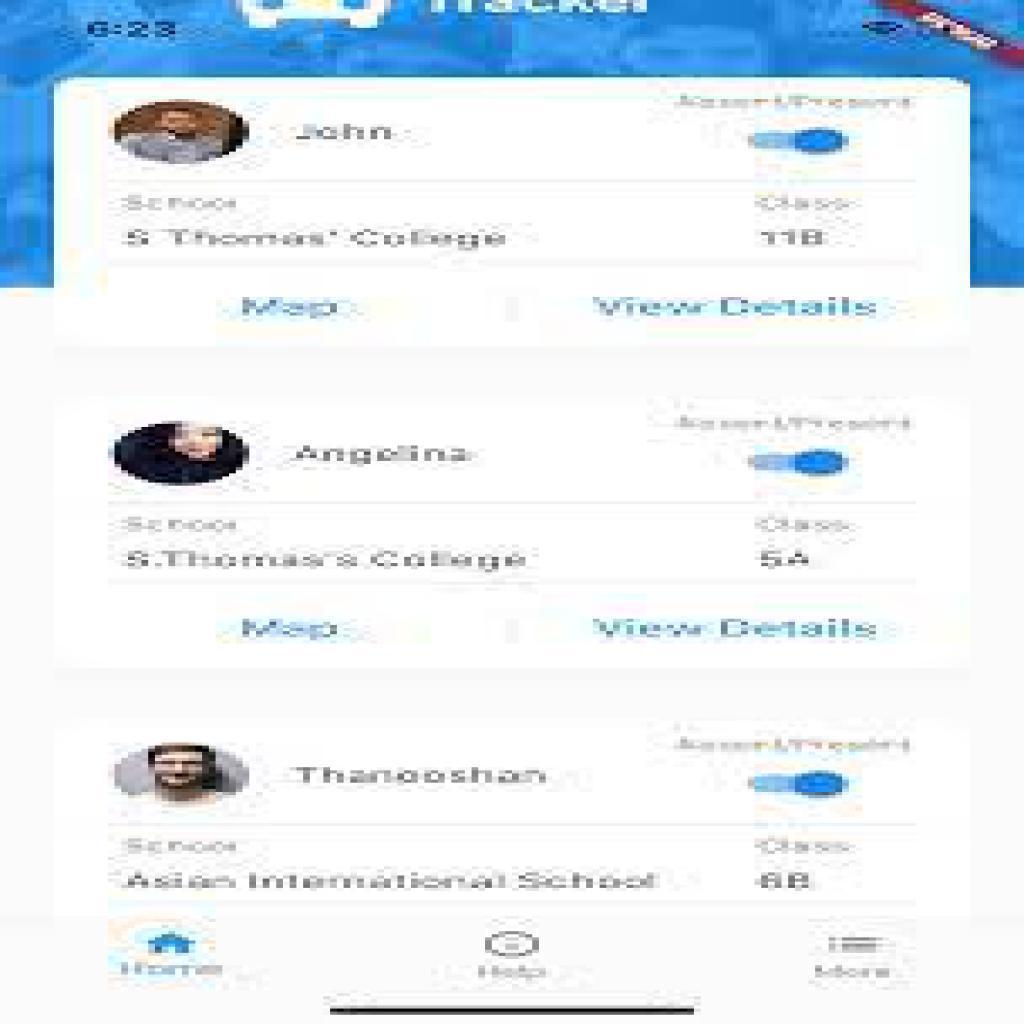 Tracker
6:23
Absent/Present
John
School Class
S Thomas' College 11B
Map View Details
Absent/Present
Angelina
School Class
S.Thomas's College 5A
Map View Details
Absent/Present
Thanooshan
School Class
Asian International School 6B
Home Help More